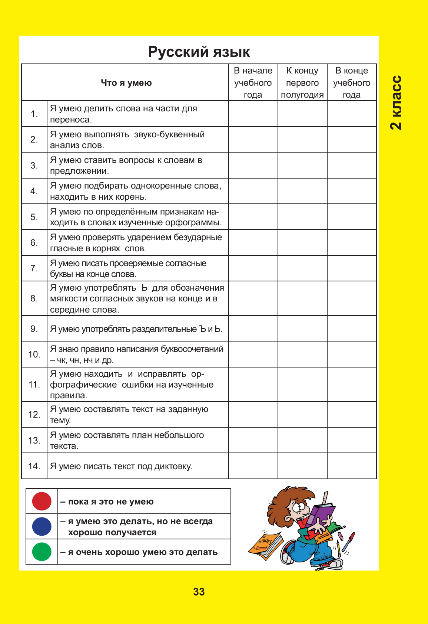 Русский язык
2 класс
Что я умею
В начале
учебного
года
К концу
первого
полугодия
В конце
учебного
года
1.
Я умею делить слова на части для
переноса.
2.
Я умею выполнять звуко-буквенный
анализ слов.
3.
Я умею ставить вопросы к словам в
предложении.
4.
Я умею подбирать однокоренные слова,
находить в них корень.
5.
Я умею по определённым признакам на-
ходить в словах изученные орфограммы.
6.
Я умею проверять ударением безударные
гласные в корнях слов.
7.
Я умею писать проверяемые согласные
буквы на конце слова.
8.
Я умею употреблять Ь для обозначения
мягкости согласных звуков на конце и в
середине слова.
9.
Я умею употреблять разделительные Ъ и Ь.
10.
Я знаю правило написания буквосочетаний
– чк, чн, нч и др.
11.
Я умею находить и исправлять ор-
фографические ошибки на изученные
правила.
12.
Я умею составлять текст на заданную
тему.
13.
Я умею составлять план небольшого
текста.
14.
Я умею писать текст под диктовку.
– пока я это не умею
– я умею это делать, но не всегда
хорошо получается
– я очень хорошо умею это делать
33